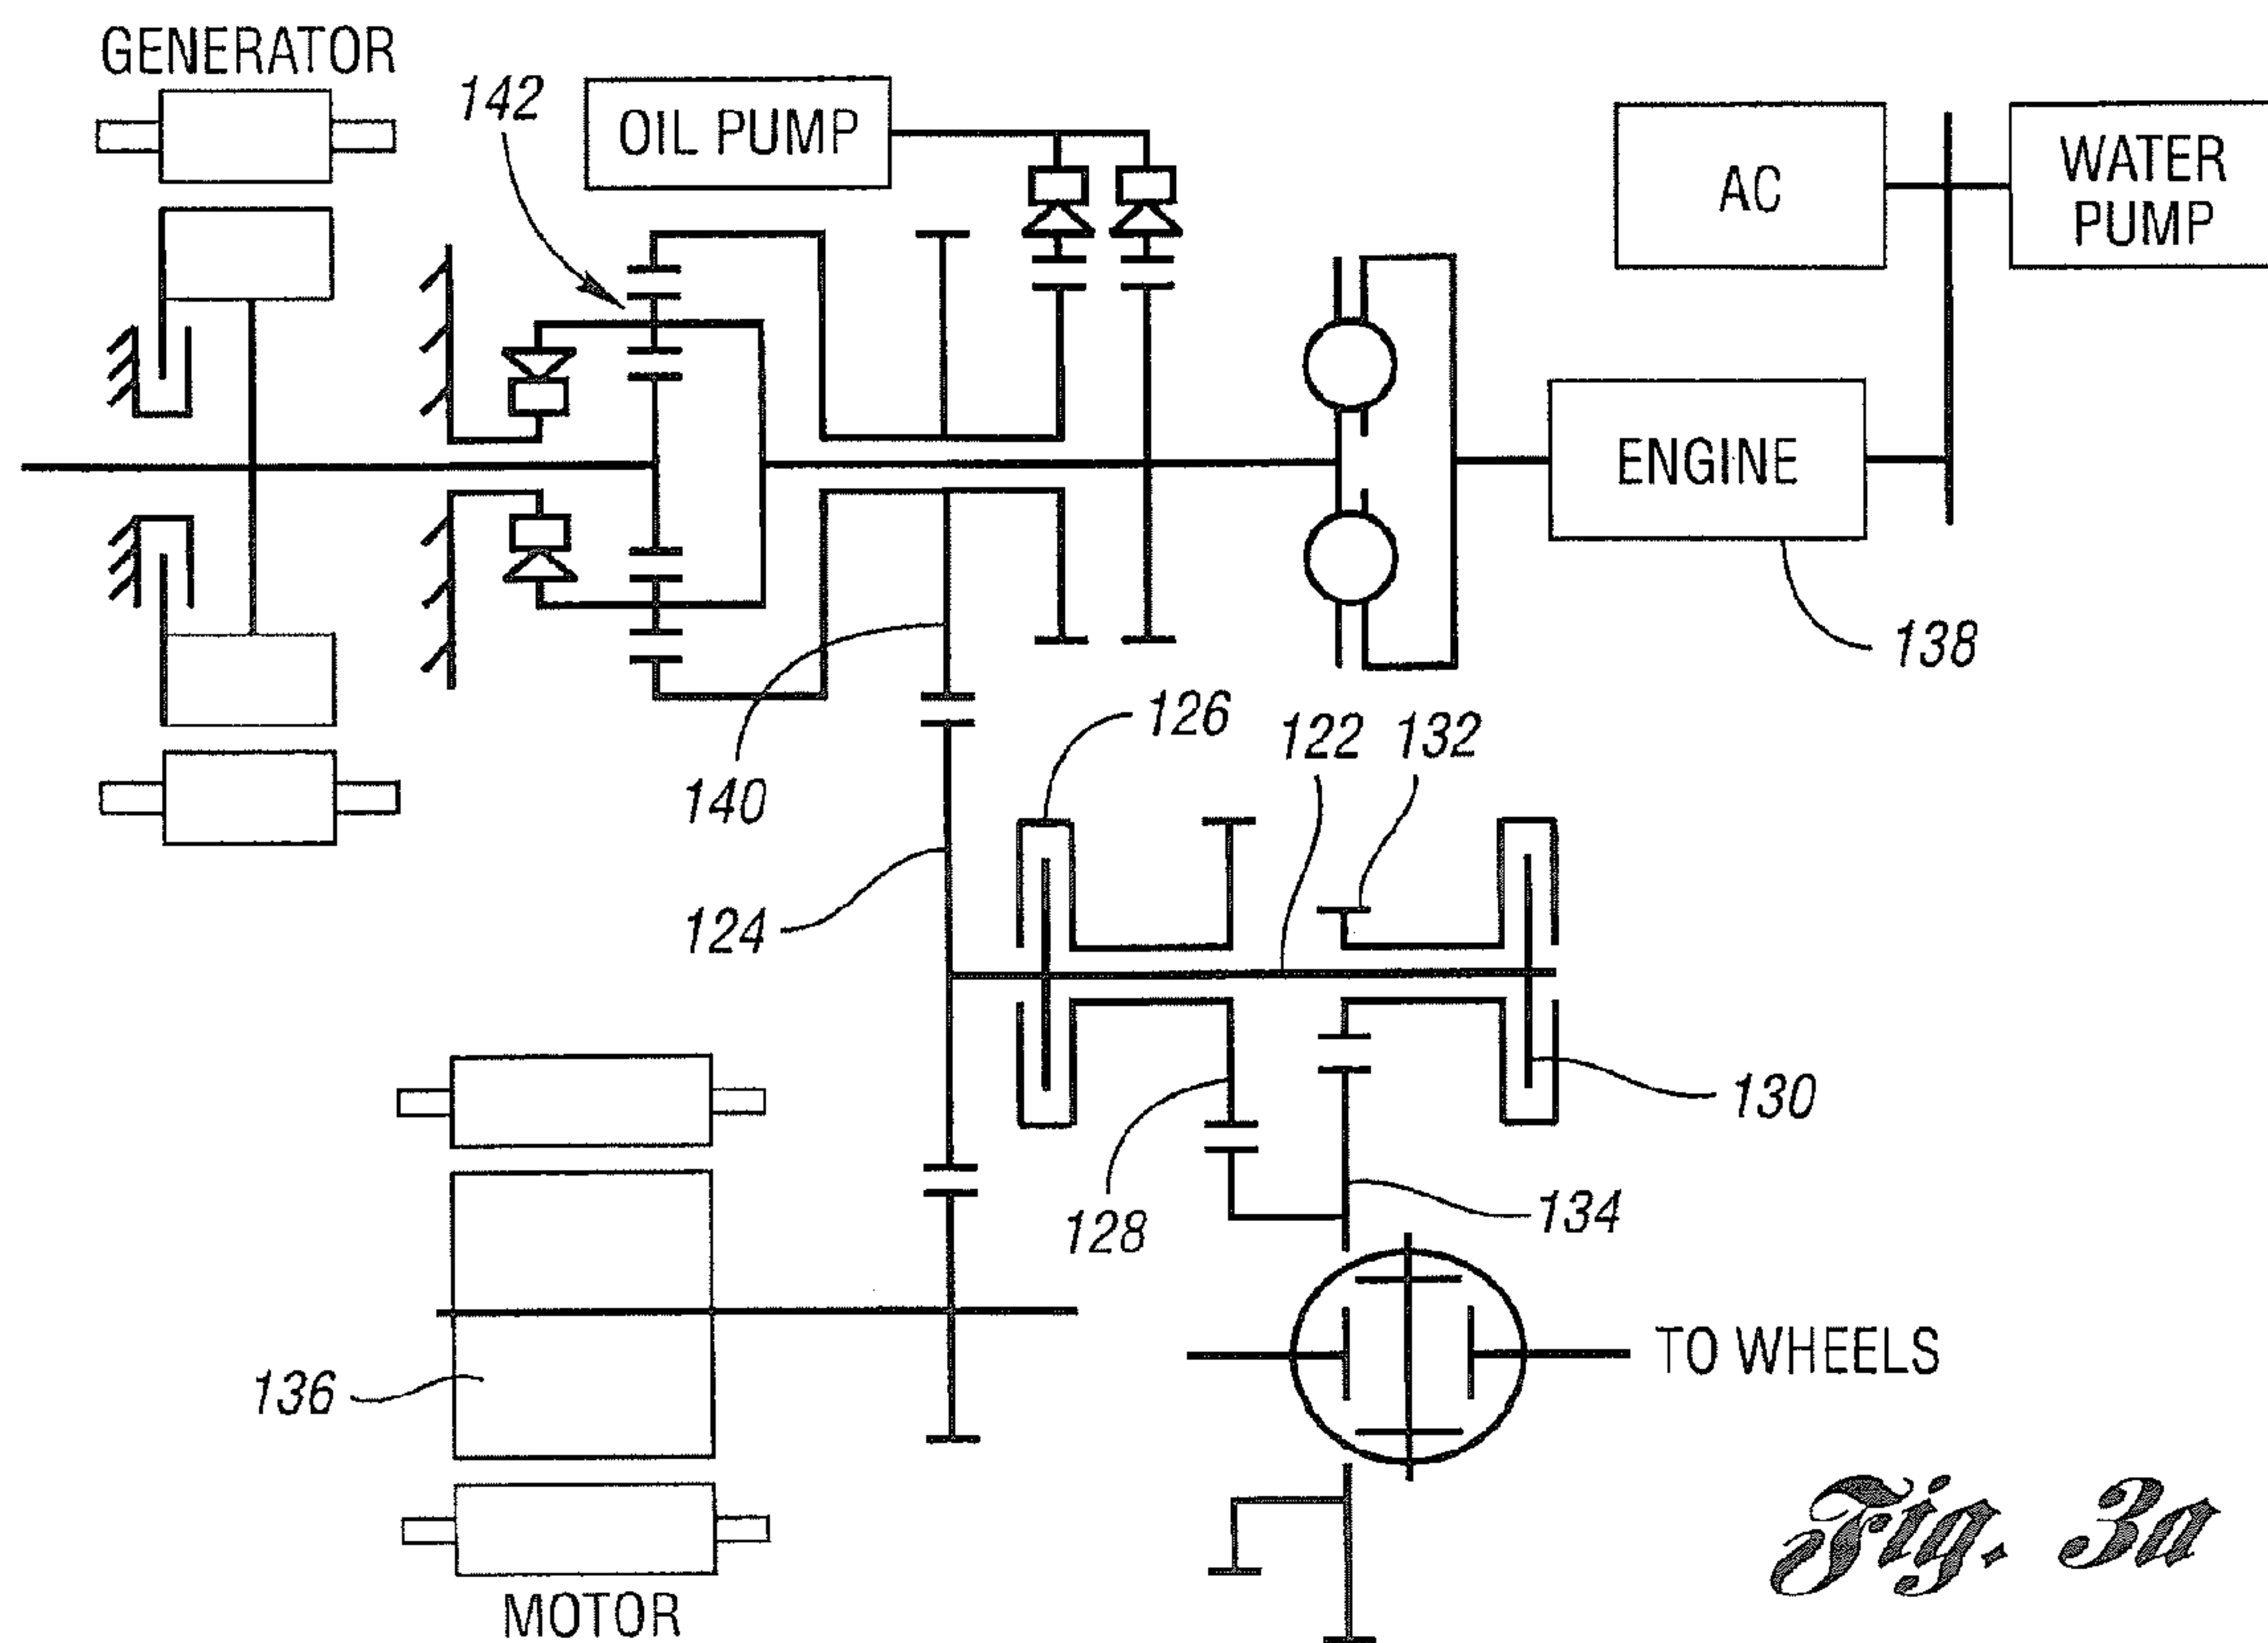 GENERATOR
142
OIL PUMP
AC
WATER
PUMP
ENGINE
138
126
122
132
140
124
130
128
134
136
TO WHEELS
MOTOR
Fig. 3a